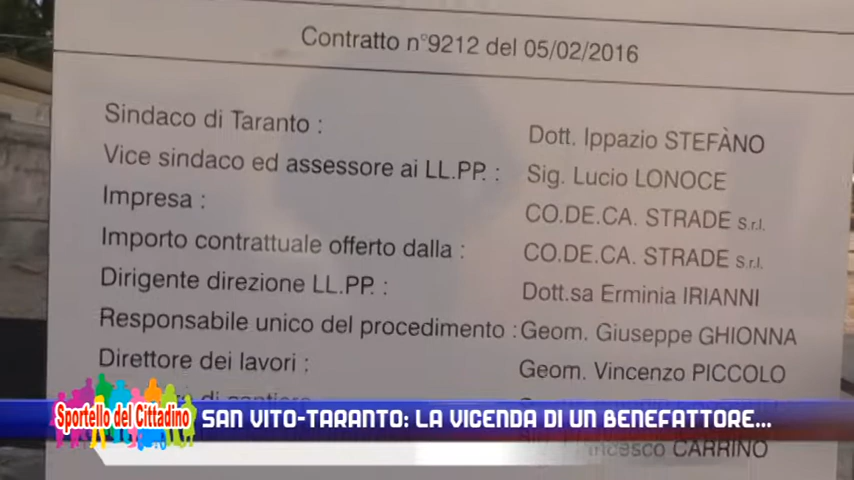 Contratto n°9212 del 05/02/2016
Sindaco di Taranto : Dott. Ippazio STEFÀNO
Vice sindaco ed assessore ai LL.PP. : Sig. Lucio LONOCE
Impresa : CO.DE.CA. STRADE s.r.l.
Importo contrattuale offerto dalla : CO.DE.CA. STRADE s.r.l.
Dirigente direzione LL.PP. : Dott.sa Erminia IRIANNI
Responsabile unico del procedimento : Geom. Giuseppe GHIONNA
Direttore dei lavori : Geom. Vincenzo PICCOLO
Sportello del Cittadino
SAN VITO-TARANTO: LA VICENDA DI UN BENEFATTORE...
CARRINO